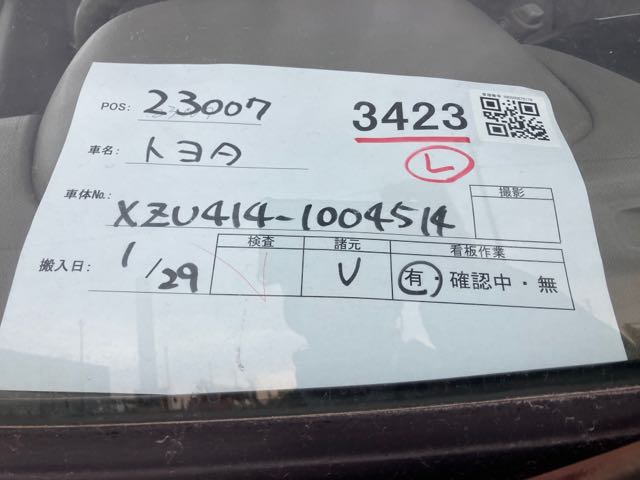 POS: 23007
3423
車名: トヨタ
L
車体No.: XZU414-1004514
撮影
搬入日: 1/29
検査 諸元 看板作業
V 有・確認中・無